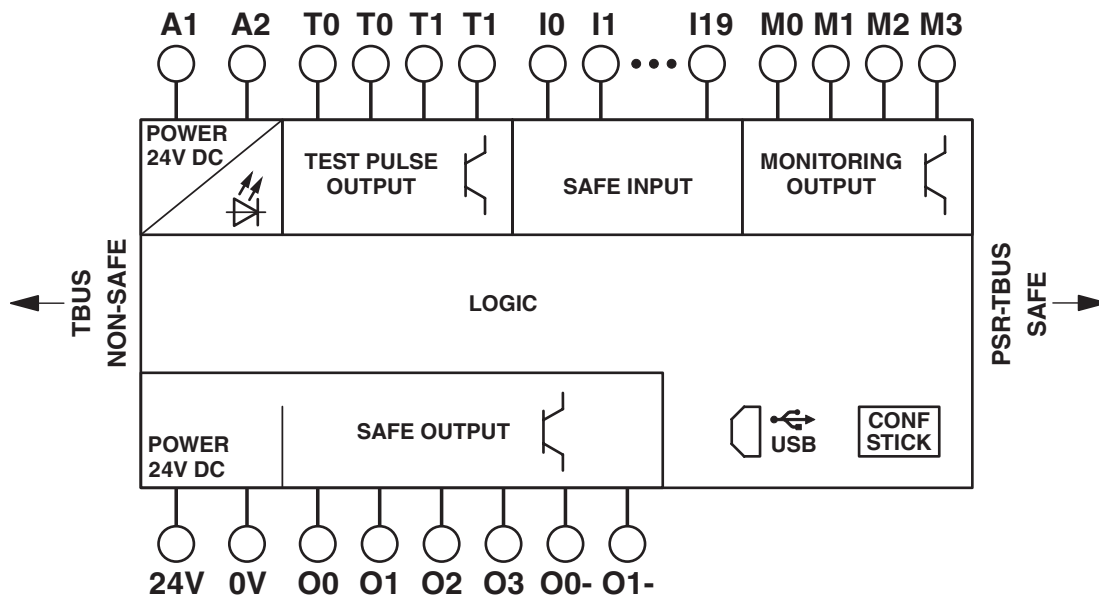 A1 A2 T0 T0 T1 T1 I0 I1 I19 M0 M1 M2 M3
POWER
24V DC
TEST PULSE
OUTPUT
SAFE INPUT
MONITORING
OUTPUT
TBUS
NON-SAFE
LOGIC
PSR-TBUS
SAFE
POWER
24V DC
SAFE OUTPUT
USB
CONF
STICK
24V 0V O0 O1 O2 O3 O0- O1-